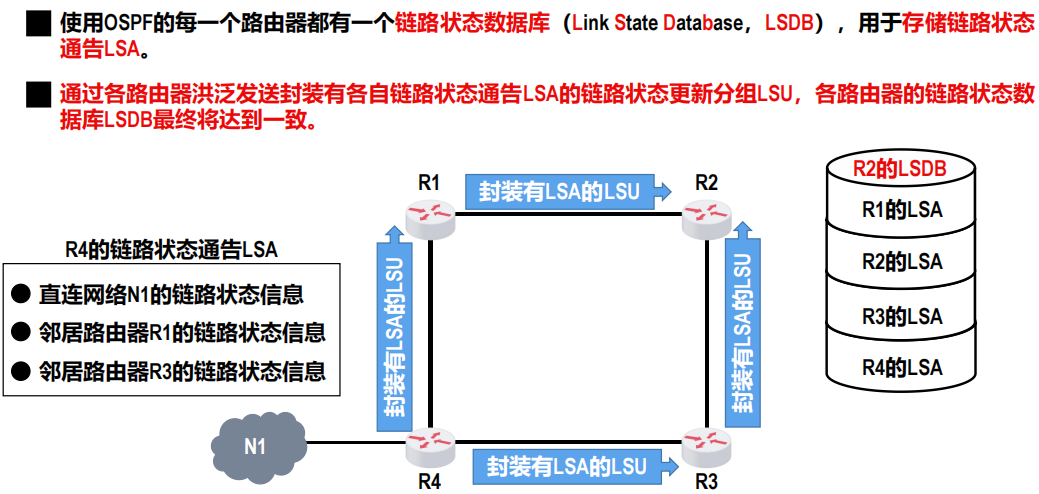 使用OSPF的每一个路由器都有一个链路状态数据库（Link State Database，LSDB），用于存储链路状态
通告LSA。
通过各路由器洪泛发送封装有各自链路状态通告LSA的链路状态更新分组LSU，各路由器的链路状态数
据库LSDB最终将达到一致。
R1
封装有LSA的LSU
R2
R2的LSDB
R1的LSA
R2的LSA
R3的LSA
R4的LSA
R4的链路状态通告LSA
直连网络N1的链路状态信息
邻居路由器R1的链路状态信息
邻居路由器R3的链路状态信息
封装有LSA的LSU
封装有LSA的LSU
N1
R4
封装有LSA的LSU
R3